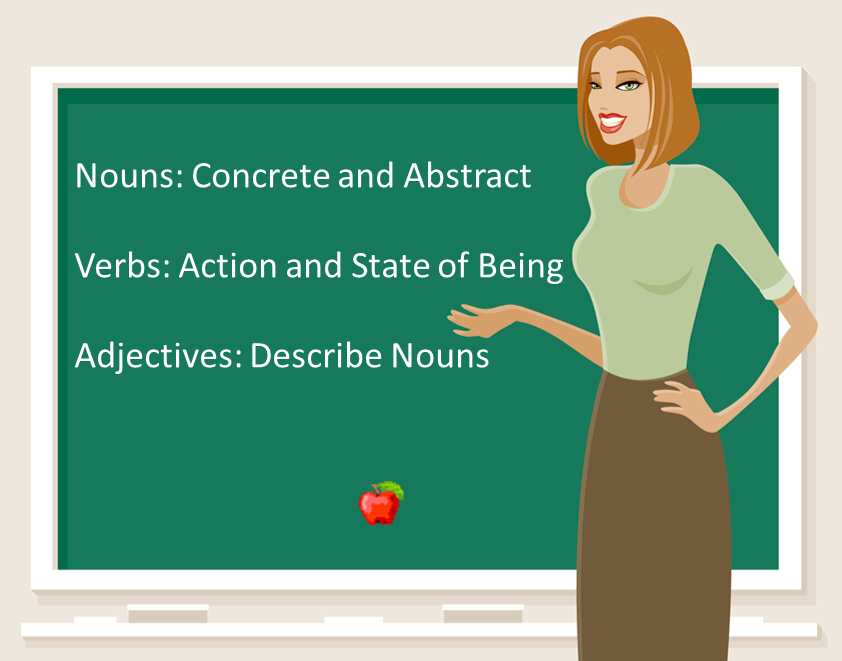 Nouns: Concrete and Abstract
Verbs: Action and State of Being
Adjectives: Describe Nouns